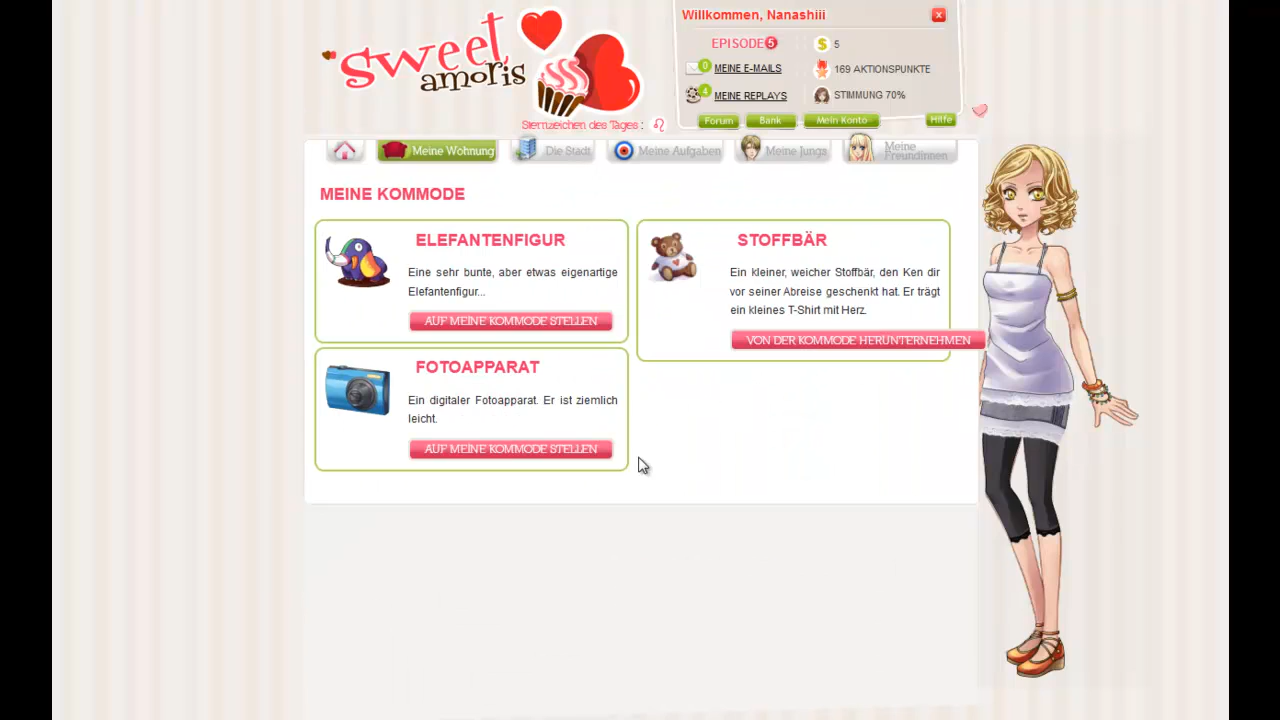 sweet
amoris
Sternzeichen des Tages :
Willkommen, Nanashiii
x
EPISODE 5
$ 5
0 MEINE E-MAILS
169 AKTIONSPUNKTE
4 MEINE REPLAYS
STIMMUNG 70%
Forum
Bank
Mein Konto
Hilfe
Meine Wohnung
Die Stadt
Meine Aufgaben
Meine Jungs
Meine
Freundinnen
MEINE KOMMODE
ELEFANTENFIGUR
Eine sehr bunte, aber etwas eigenartige
Elefantenfigur...
AUF MEINE KOMMODE STELLEN
STOFFBÄR
Ein kleiner, weicher Stoffbär, den Ken dir
vor seiner Abreise geschenkt hat. Er trägt
ein kleines T-Shirt mit Herz.
VON DER KOMMODE HERUNTERNEHMEN
FOTOAPPARAT
Ein digitaler Fotoapparat. Er ist ziemlich
leicht.
AUF MEINE KOMMODE STELLEN